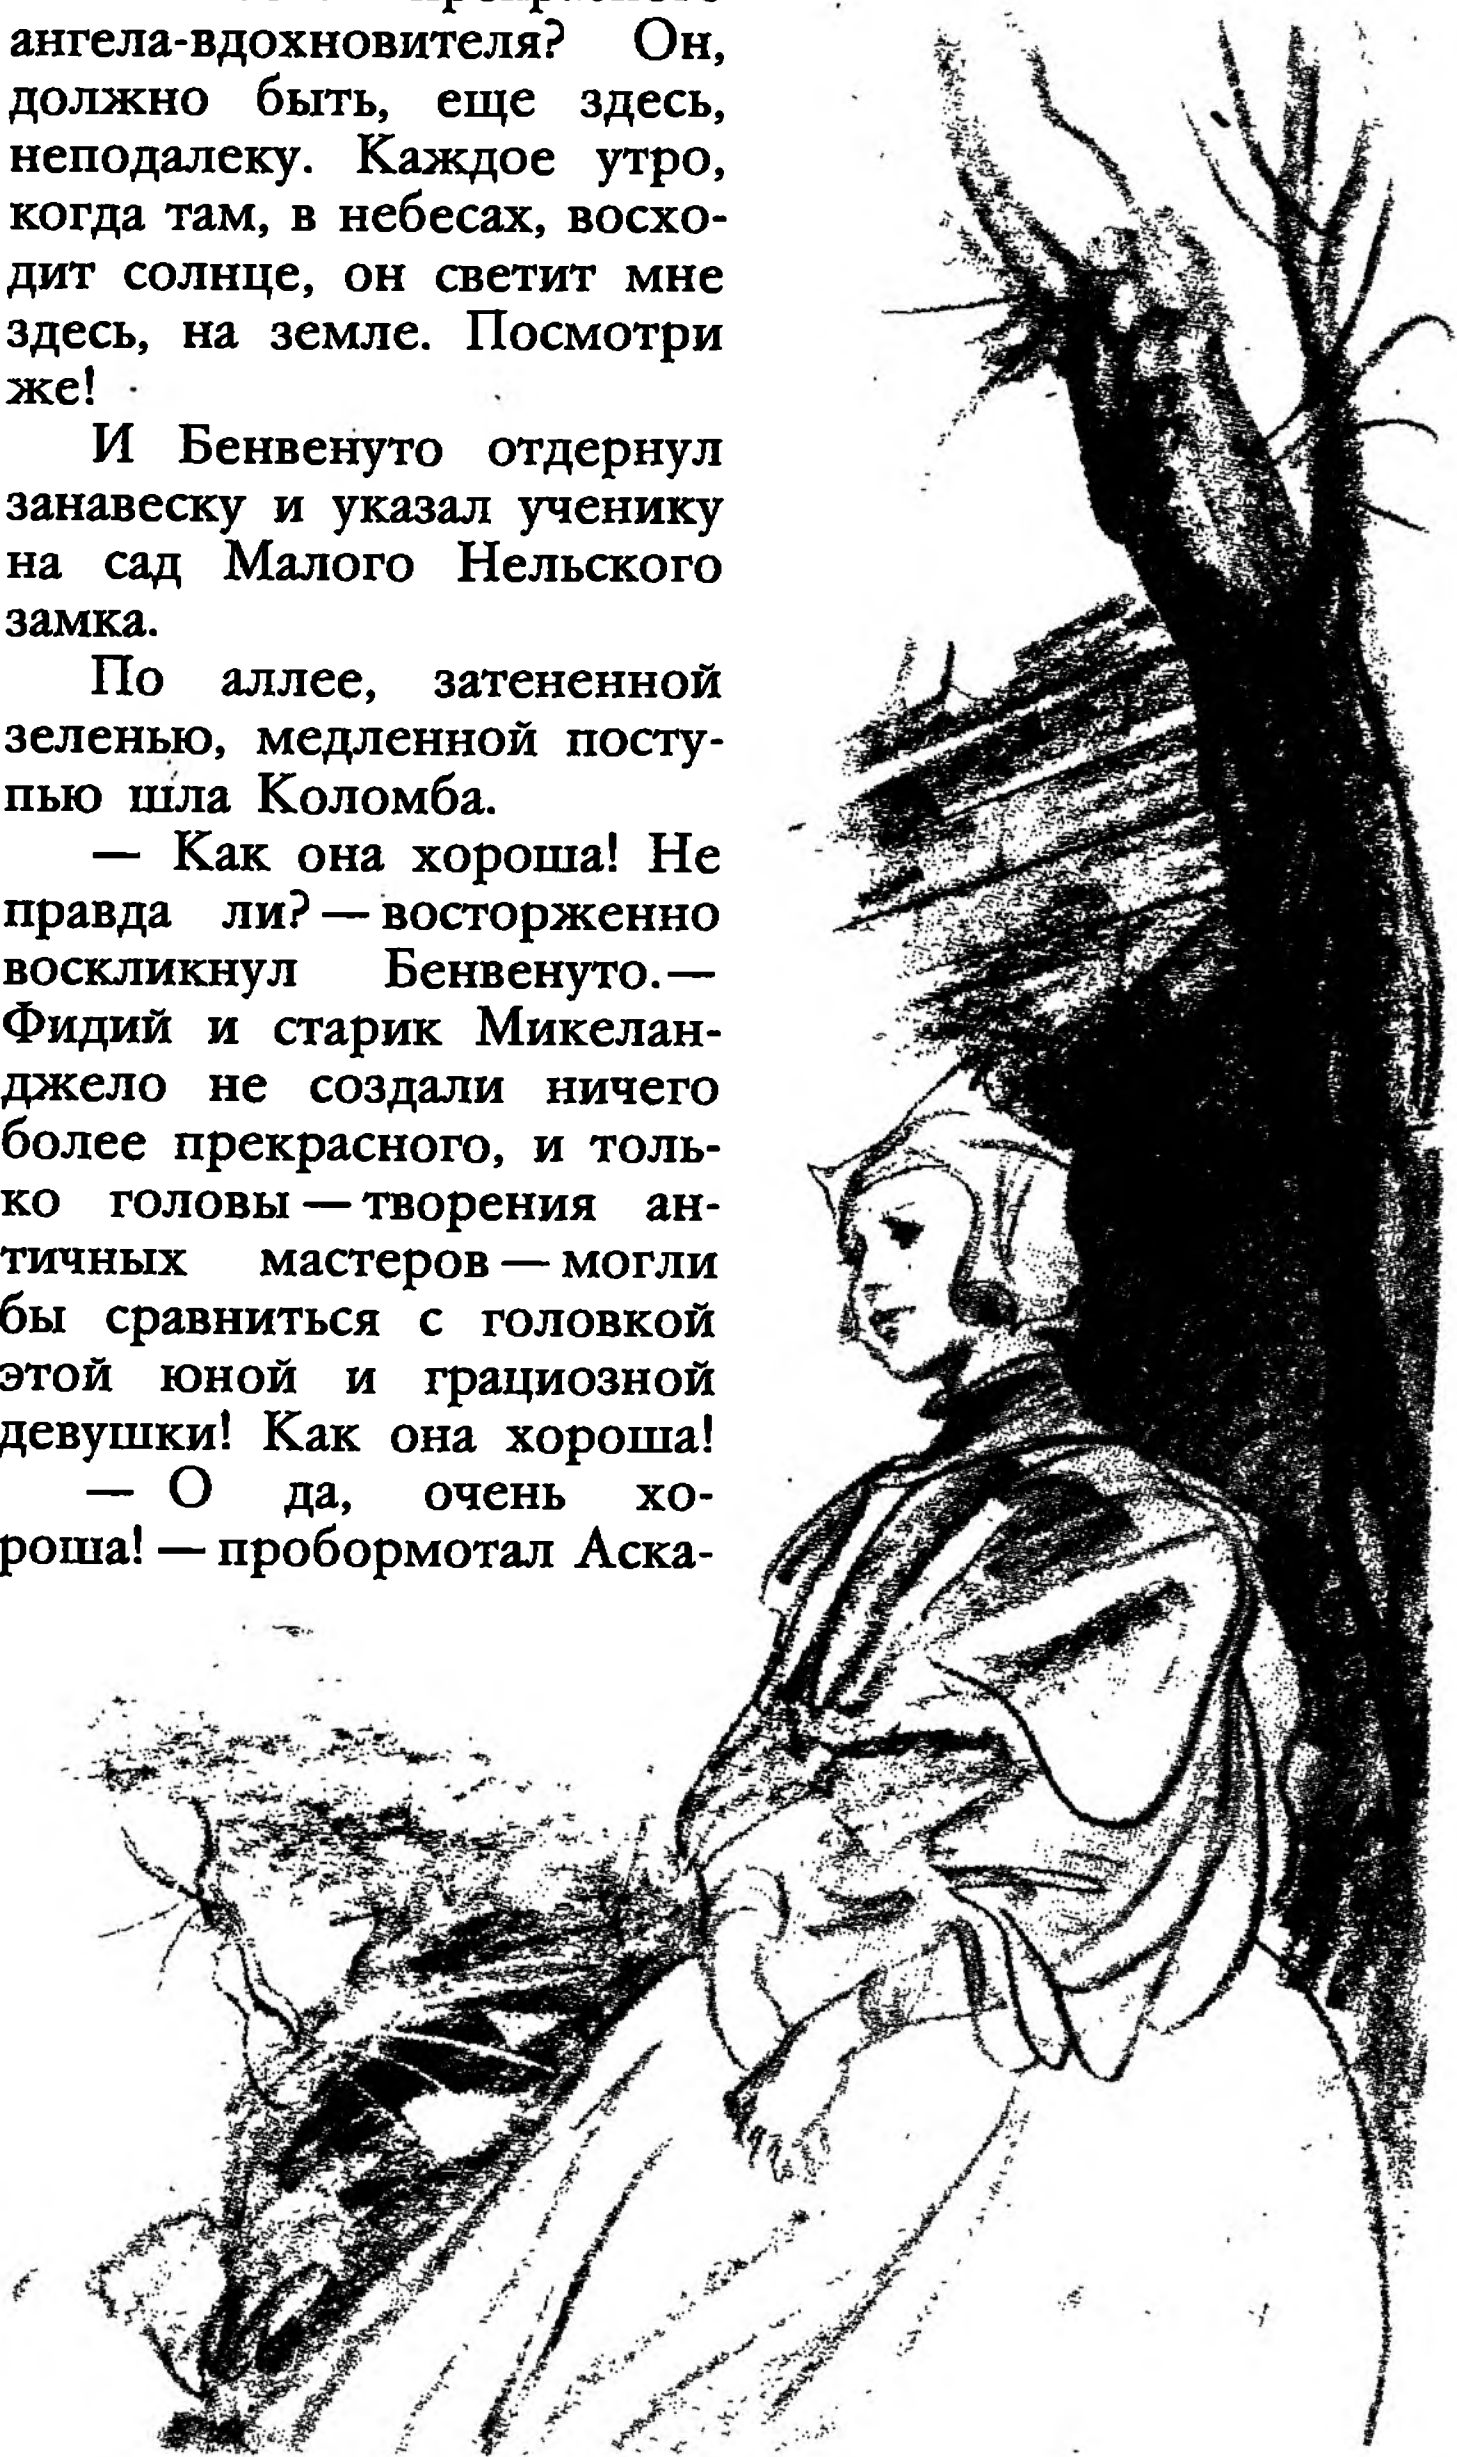 ангела-вдохновителя? Он,
должно быть, еще здесь,
неподалеку. Каждое утро,
когда там, в небесах, восхо-
дит солнце, он светит мне
здесь, на земле. Посмотри
же!
И Бенвенуто отдернул
занавеску и указал ученику
на сад Малого Нельского
замка.
По аллее, затененной
зеленью, медленной посту-
пью шла Коломба.
— Как она хороша! Не
правда ли? — восторженно
воскликнул Бенвенуто. —
Фидий и старик Микелан-
джело не создали ничего
более прекрасного, и толь-
ко головы — творения ан-
тичных мастеров — могли
бы сравниться с головкой
этой юной и грациозной
девушки! Как она хороша!
— О да, очень хо-
роша! — пробормотал Аска-